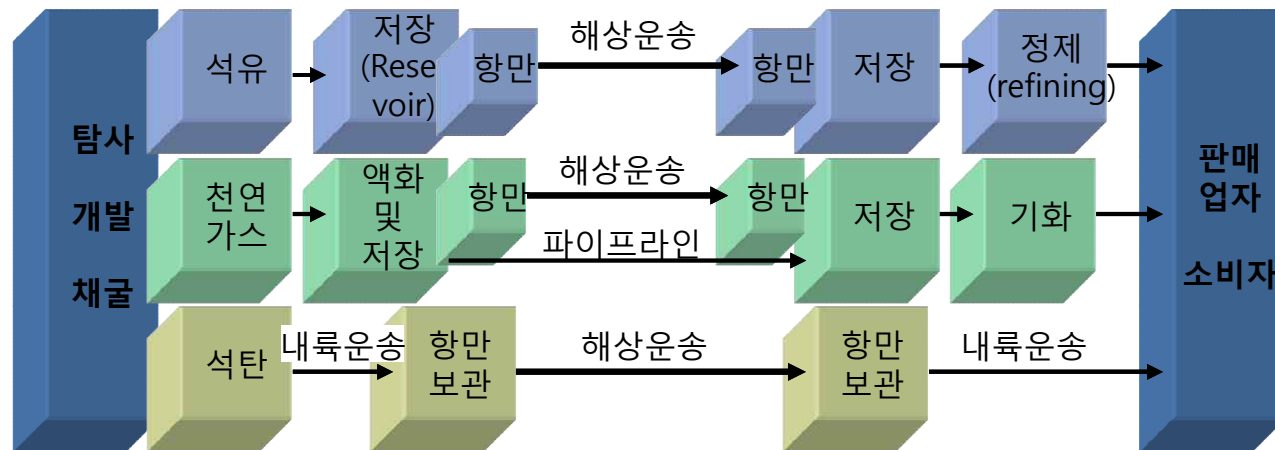 탐사
개발
채굴
석유
저장
(Rese
voir)
항만
해상운송
항만
저장
정제
(refining)
천연
가스
액화
및
저장
항만
해상운송
파이프라인
항만
저장
기화
석탄
내륙운송
항만
보관
해상운송
항만
보관
내륙운송
판매
업자
소비자